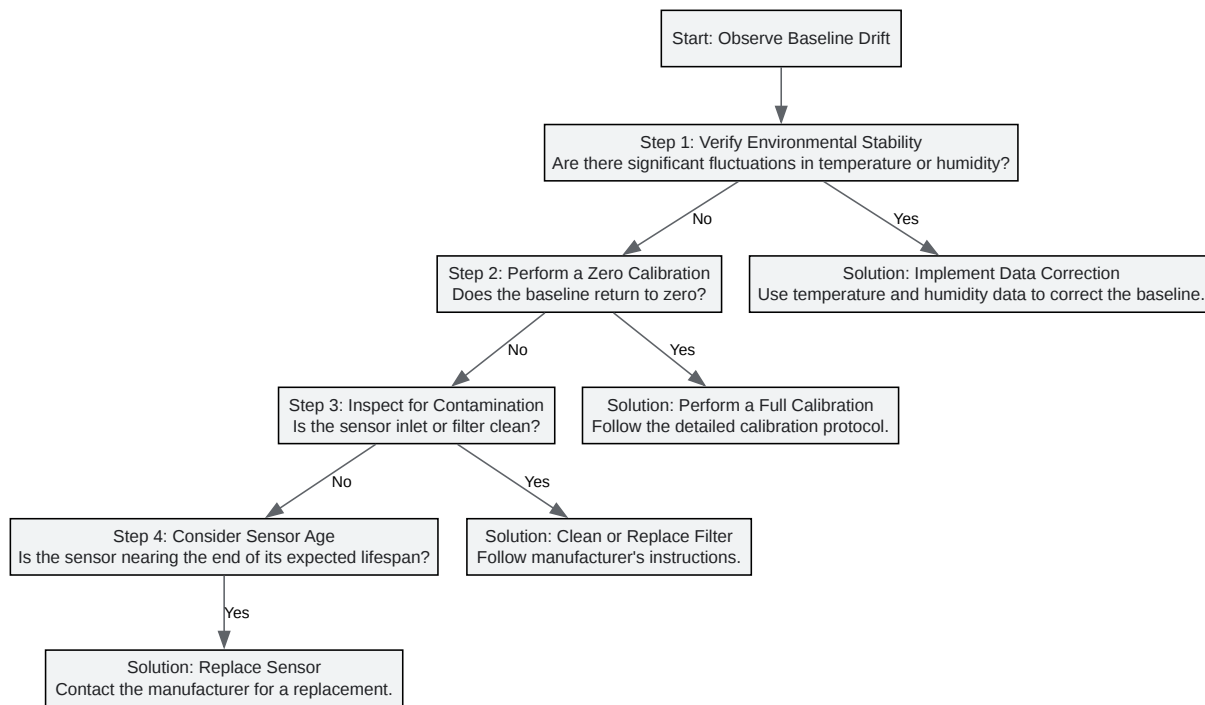 Start: Observe Baseline Drift
Step 1: Verify Environmental Stability
Are there significant fluctuations in temperature or humidity?
No
Yes
Step 2: Perform a Zero Calibration
Does the baseline return to zero?
Solution: Implement Data Correction
Use temperature and humidity data to correct the baseline.
No
Yes
Step 3: Inspect for Contamination
Is the sensor inlet or filter clean?
Solution: Perform a Full Calibration
Follow the detailed calibration protocol.
No
Yes
Step 4: Consider Sensor Age
Is the sensor nearing the end of its expected lifespan?
Solution: Clean or Replace Filter
Follow manufacturer's instructions.
Yes
Solution: Replace Sensor
Contact the manufacturer for a replacement.